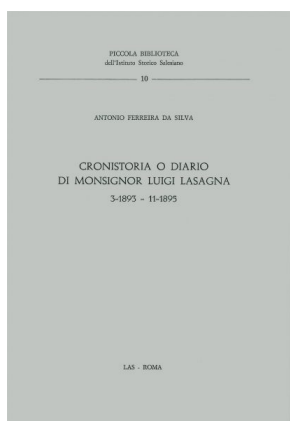 PICCOLA BIBLIOTECA
dell'Istituto Storico Salesiano
10
ANTONIO FERREIRA DA SILVA
CRONISTORIA O DIARIO
DI MONSIGNOR LUIGI LASAGNA
3-1893 - 11-1895
LAS - ROMA